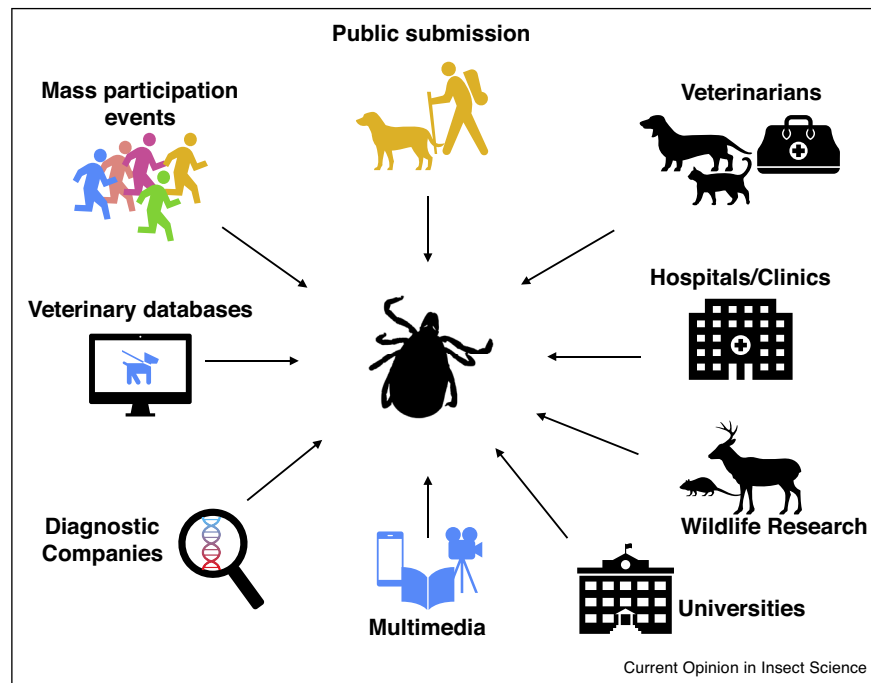 Public submission
Mass participation
events
Veterinarians
Hospitals/Clinics
Veterinary databases
Diagnostic
Companies
Wildlife Research
Multimedia
Universities
Current Opinion in Insect Science